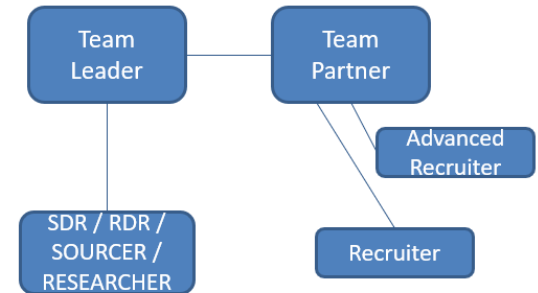 Team
Leader
Team
Partner
Advanced
Recruiter
SDR / RDR /
SOURCER /
RESEARCHER
Recruiter